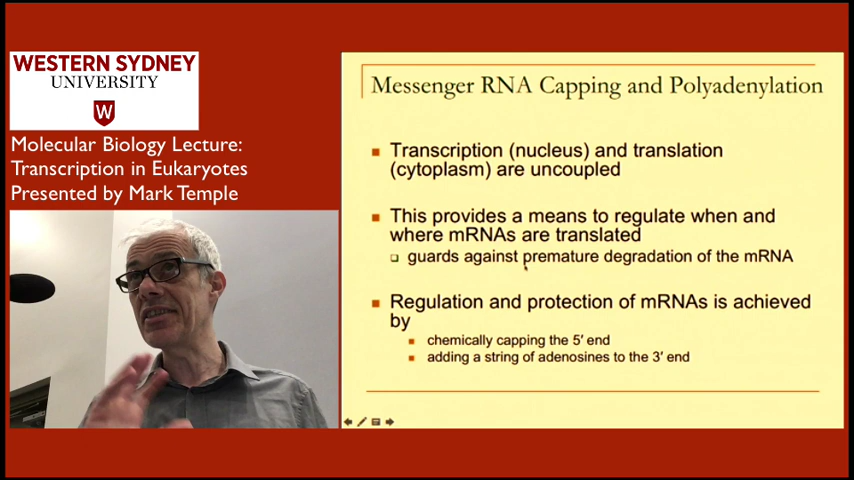 WESTERN SYDNEY
UNIVERSITY
W
Molecular Biology Lecture:
Transcription in Eukaryotes
Presented by Mark Temple
Messenger RNA Capping and Polyadenylation
Transcription (nucleus) and translation
(cytoplasm) are uncoupled
This provides a means to regulate when and
where mRNAs are translated
guards against premature degradation of the mRNA
Regulation and protection of mRNAs is achieved
by
chemically capping the 5′ end
adding a string of adenosines to the 3′ end